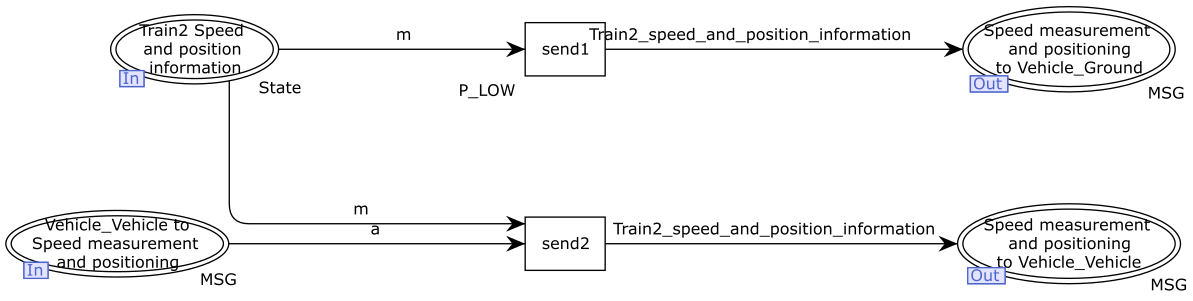 Train2 Speed
and position
information
In
State
m
send1
P_LOW
Train2_speed_and_position_information
Speed measurement
and positioning
to Vehicle_Ground
Out
MSG
Vehicle_Vehicle to
Speed measurement
and positioning
In
MSG
m
a
send2
Train2_speed_and_position_information
Speed measurement
and positioning
to Vehicle_Vehicle
Out
MSG